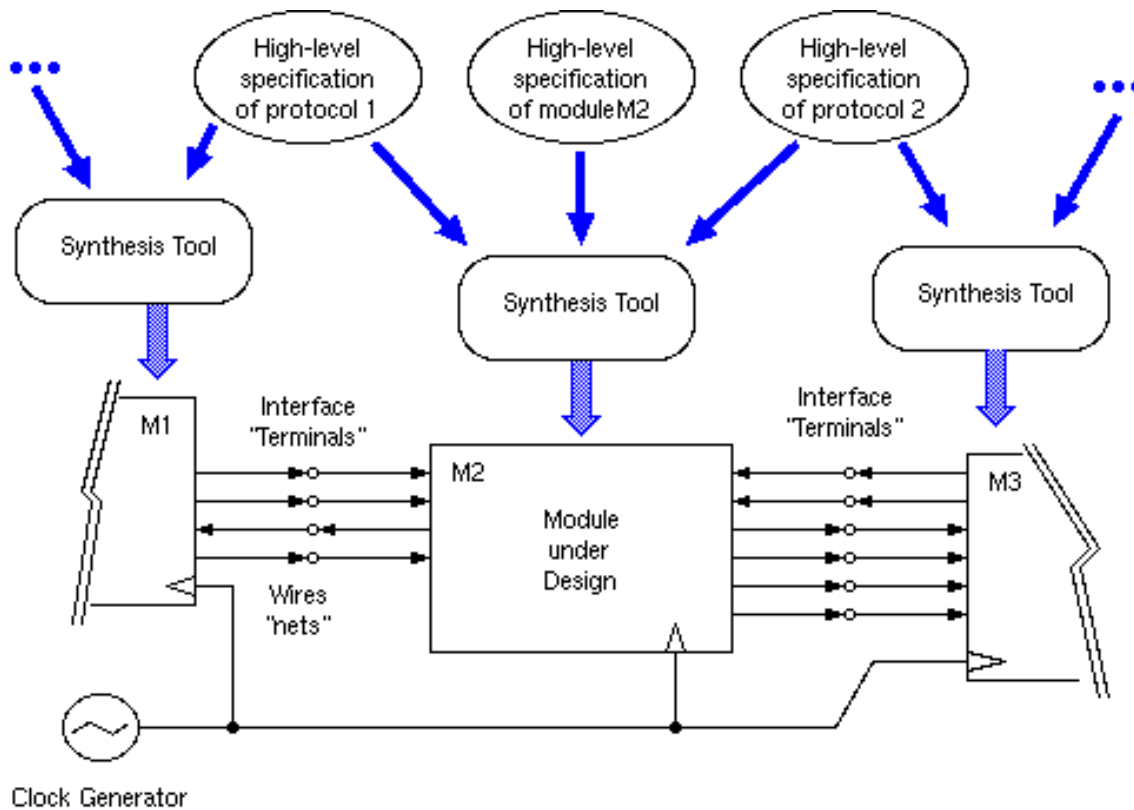 High-level
specification
of protocol 1
High-level
specification
of moduleM2
High-level
specification
of protocol 2
Synthesis Tool
Synthesis Tool
Synthesis Tool
M1
Interface
"Terminals"
M2
Module
under
Design
Interface
"Terminals"
M3
Wires
"nets"
Clock Generator